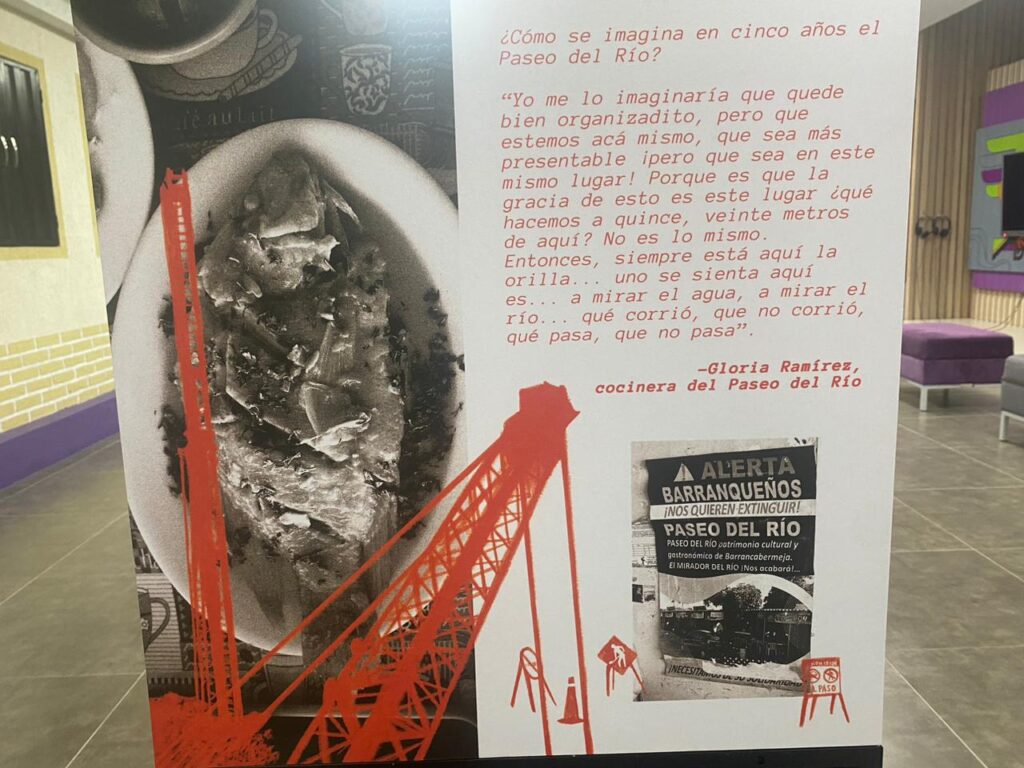 ¿Cómo se imagina en cinco años el
Paseo del Río?
“Yo me lo imaginaría que quede
bien organizadito, pero que
estemos acá mismo, que sea más
presentable ¡pero que sea en este
mismo lugar! Porque es que la
gracia de esto es este lugar ¿qué
hacemos a quince, veinte metros
de aquí? No es lo mismo.
Entonces, siempre está aquí la
orilla... uno se sienta aquí
es... a mirar el agua, a mirar el
río... qué corrió, que no corrió,
qué pasa, que no pasa”.
—Gloria Ramírez,
cocinera del Paseo del Río
ALERTA
BARRANQUEÑOS
¡NOS QUIEREN EXTINGUIR!
PASEO DEL RÍO
PASEO DEL RÍO patrimonio cultural y
gastronómico de Barrancabermeja.
El MIRADOR DEL RÍO ¡Nos acabará!...
¡NECESITAMOS DE SU SOLIDARIDAD
PASO